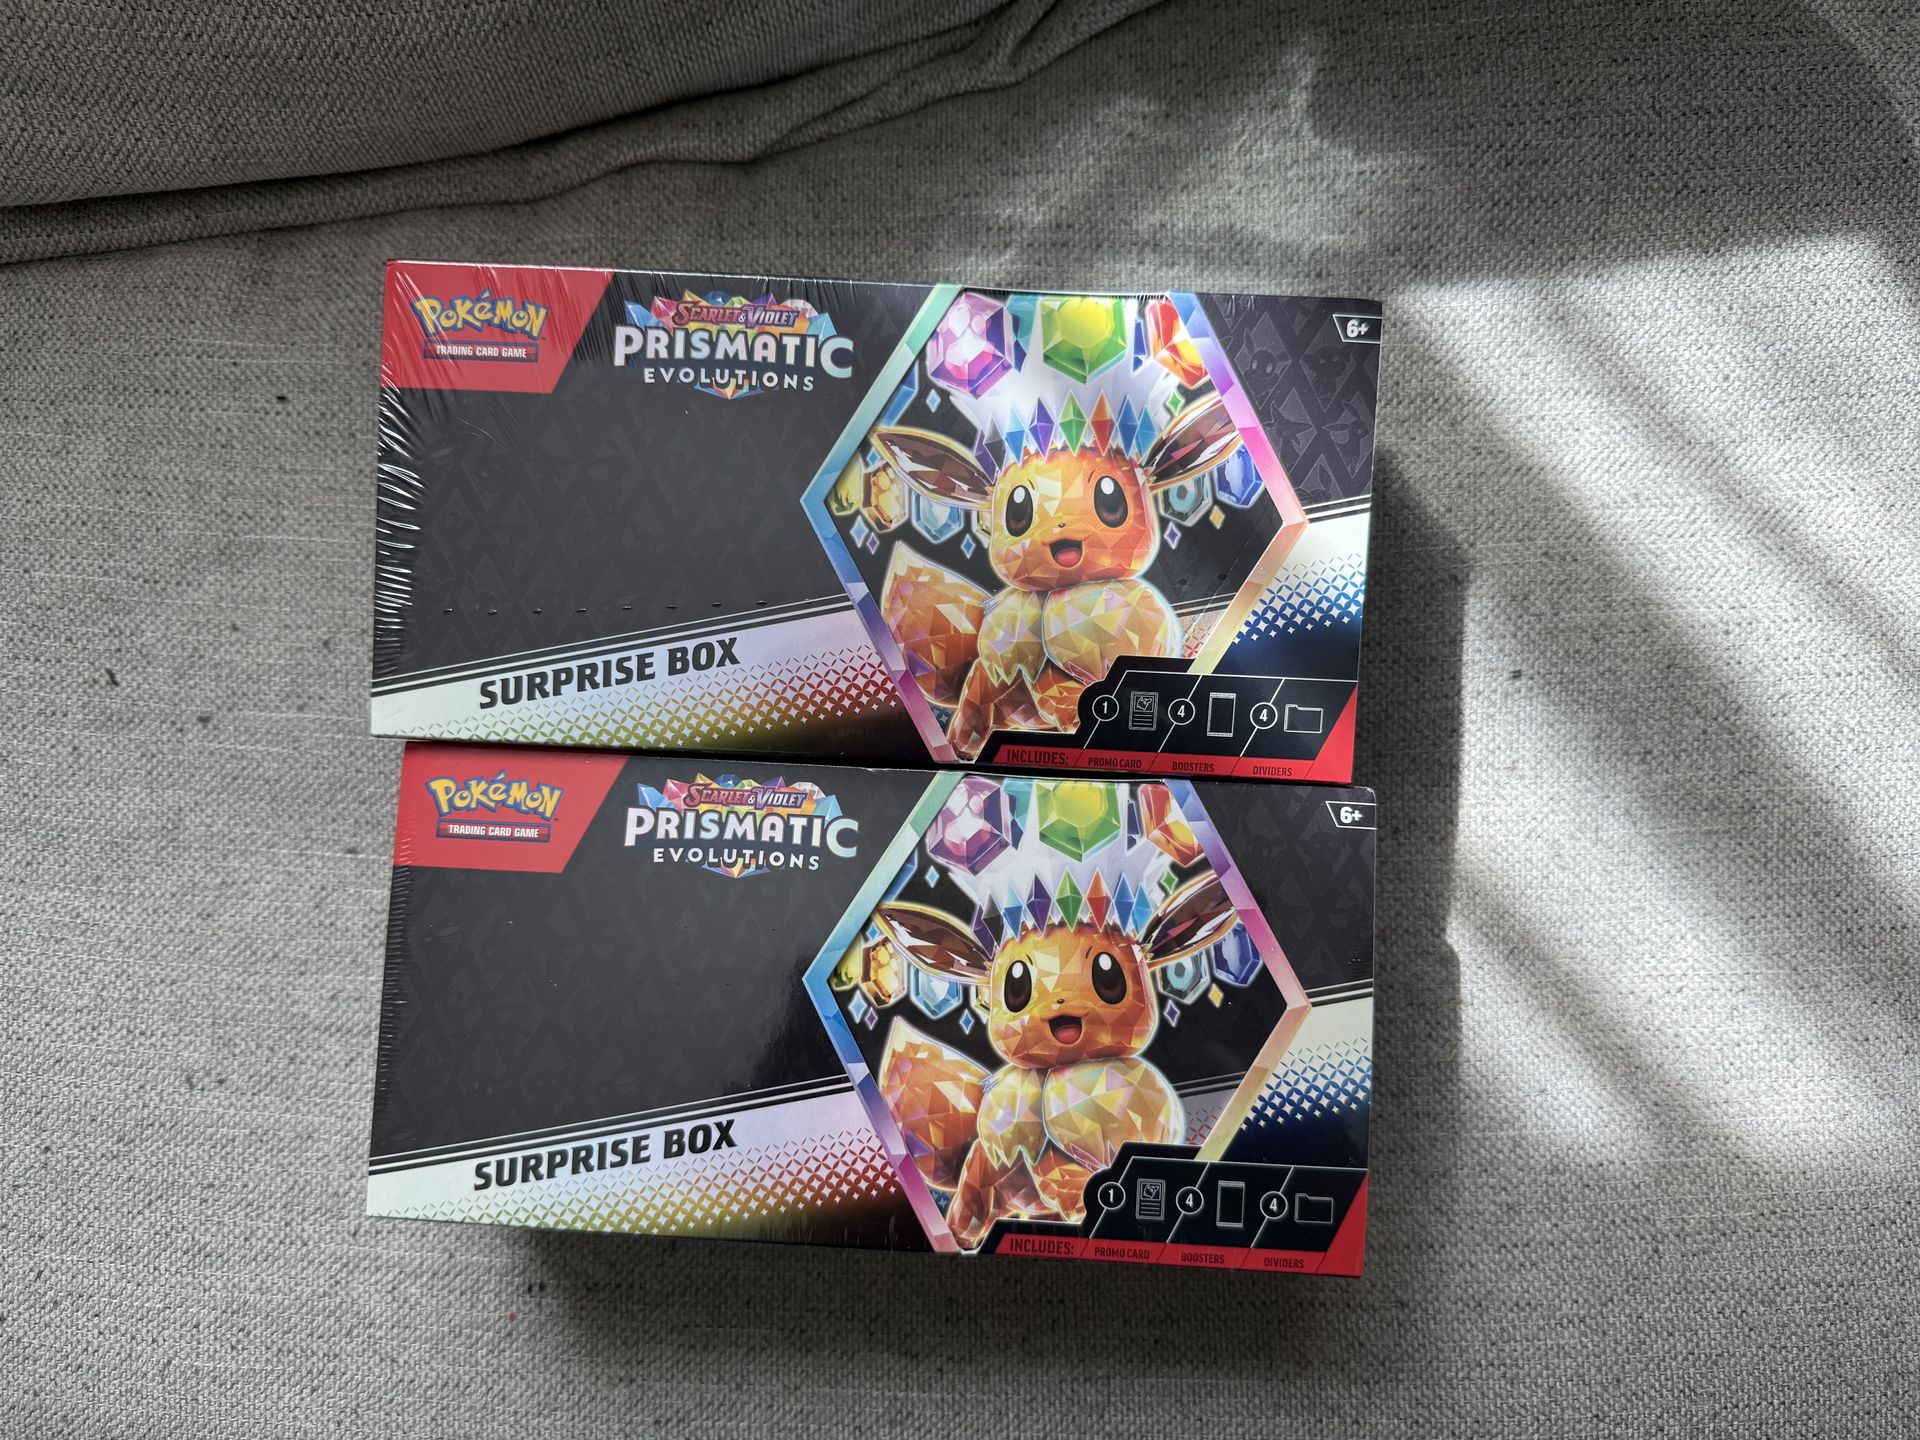 POKéMON
TRADING CARD GAME
SCARLET & VIOLET
PRISMATIC
EVOLUTIONS
6+
SURPRISE BOX
1 4 4
INCLUDES: PROMO CARD BOOSTERS DIVIDERS
POKéMON
TRADING CARD GAME
SCARLET & VIOLET
PRISMATIC
EVOLUTIONS
6+
SURPRISE BOX
1 4 4
INCLUDES: PROMO CARD BOOSTERS DIVIDERS